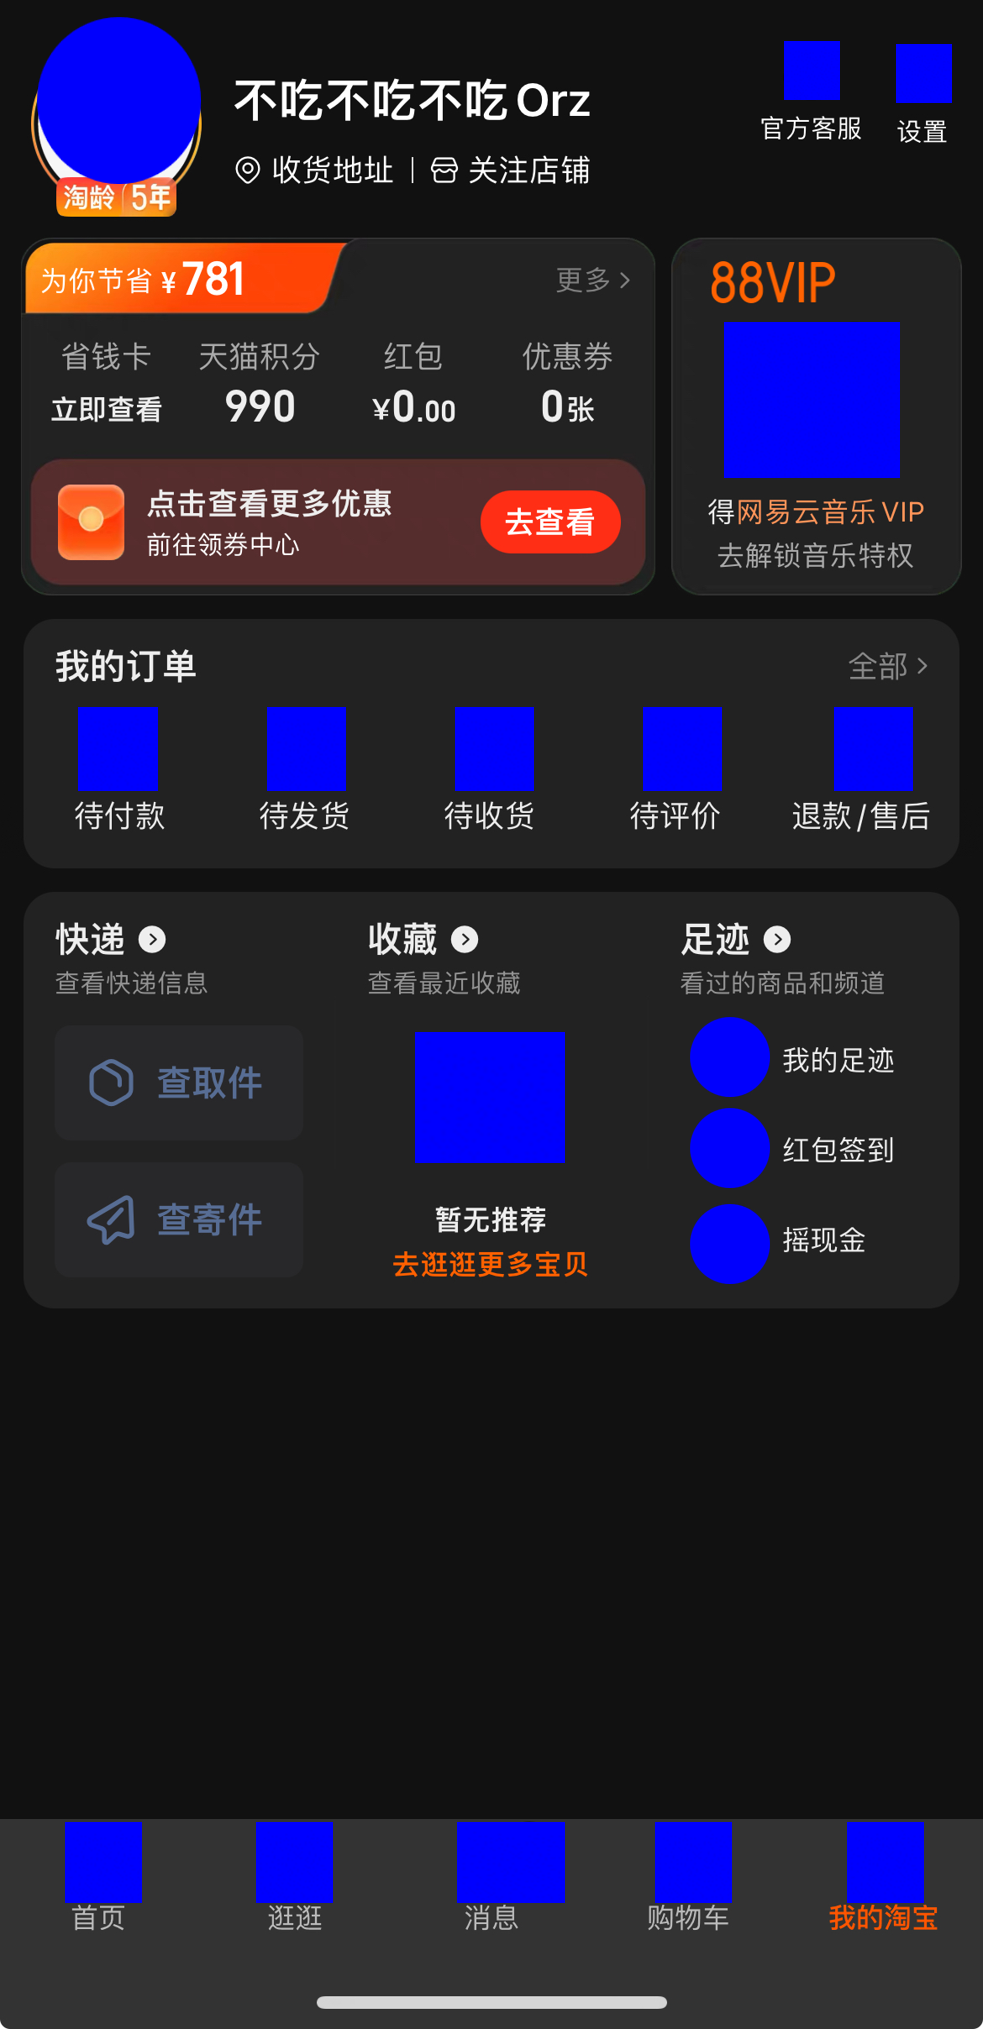 不吃不吃不吃Orz
官方客服
设置
收货地址 | 关注店铺
淘龄 5年
为你节省 ¥781
更多
88VIP
省钱卡 天猫积分 红包 优惠券
立即查看 990 ¥0.00 0张
点击查看更多优惠
前往领券中心
去查看
得网易云音乐VIP
去解锁音乐特权
我的订单
全部
待付款 待发货 待收货 待评价 退款/售后
快递 收藏 足迹
查看快递信息 查看最近收藏 看过的商品和频道
查取件
查寄件
暂无推荐
去逛逛更多宝贝
我的足迹
红包签到
摇现金
首页 逛逛 消息 购物车 我的淘宝